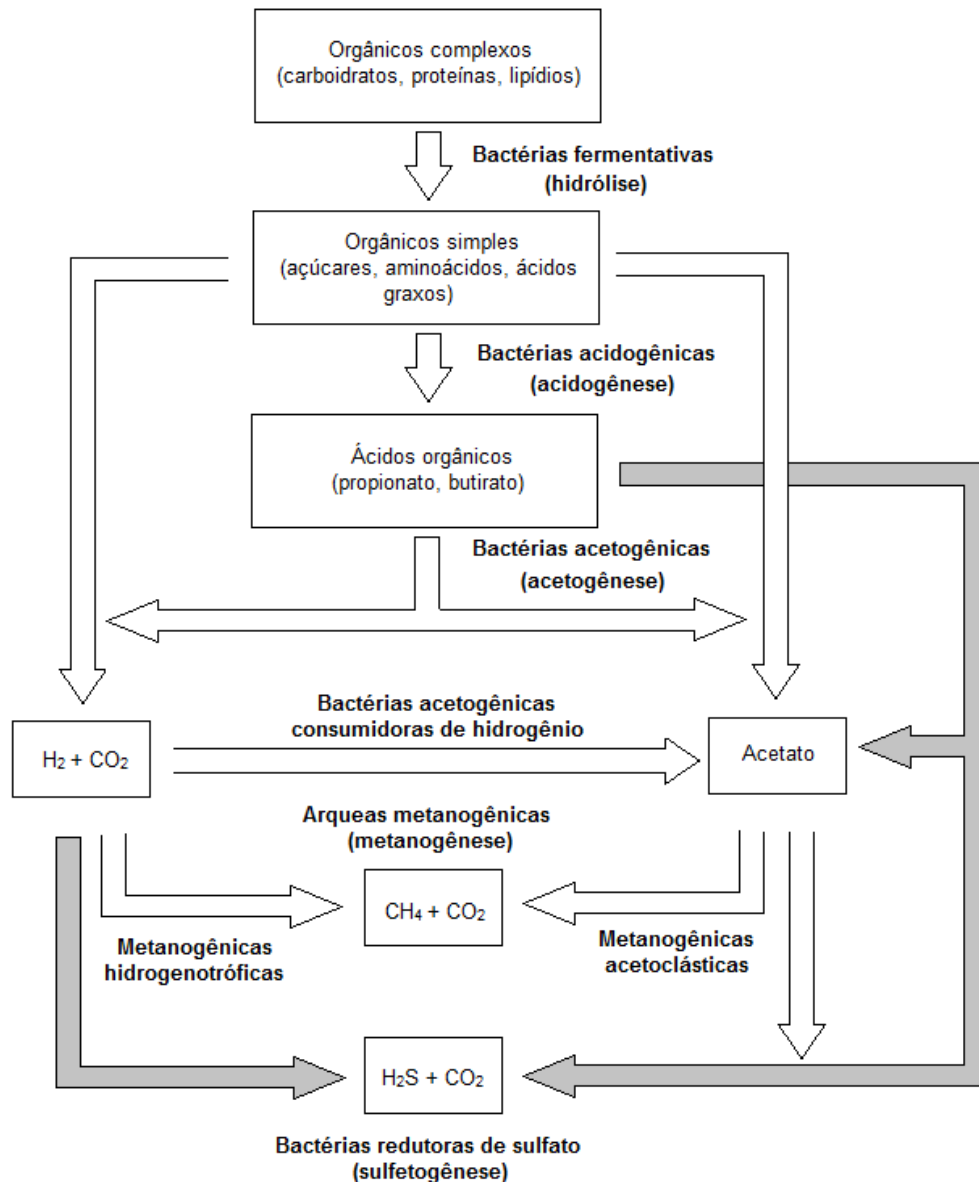 Orgânicos complexos
(carboidratos, proteínas, lipídios)
Bactérias fermentativas
(hidrólise)
Orgânicos simples
(açúcares, aminoácidos, ácidos
graxos)
Bactérias acidogênicas
(acidogênese)
Ácidos orgânicos
(propionato, butirato)
Bactérias acetogênicas
(acetogênese)
Bactérias acetogênicas
consumidoras de hidrogênio
H₂ + CO₂
Acetato
Arqueas metanogênicas
(metanogênese)
CH₄ + CO₂
Metanogênicas
hidrogenotróficas
Metanogênicas
acetoclásticas
H₂S + CO₂
Bactérias redutoras de sulfato
(sulfetogênese)